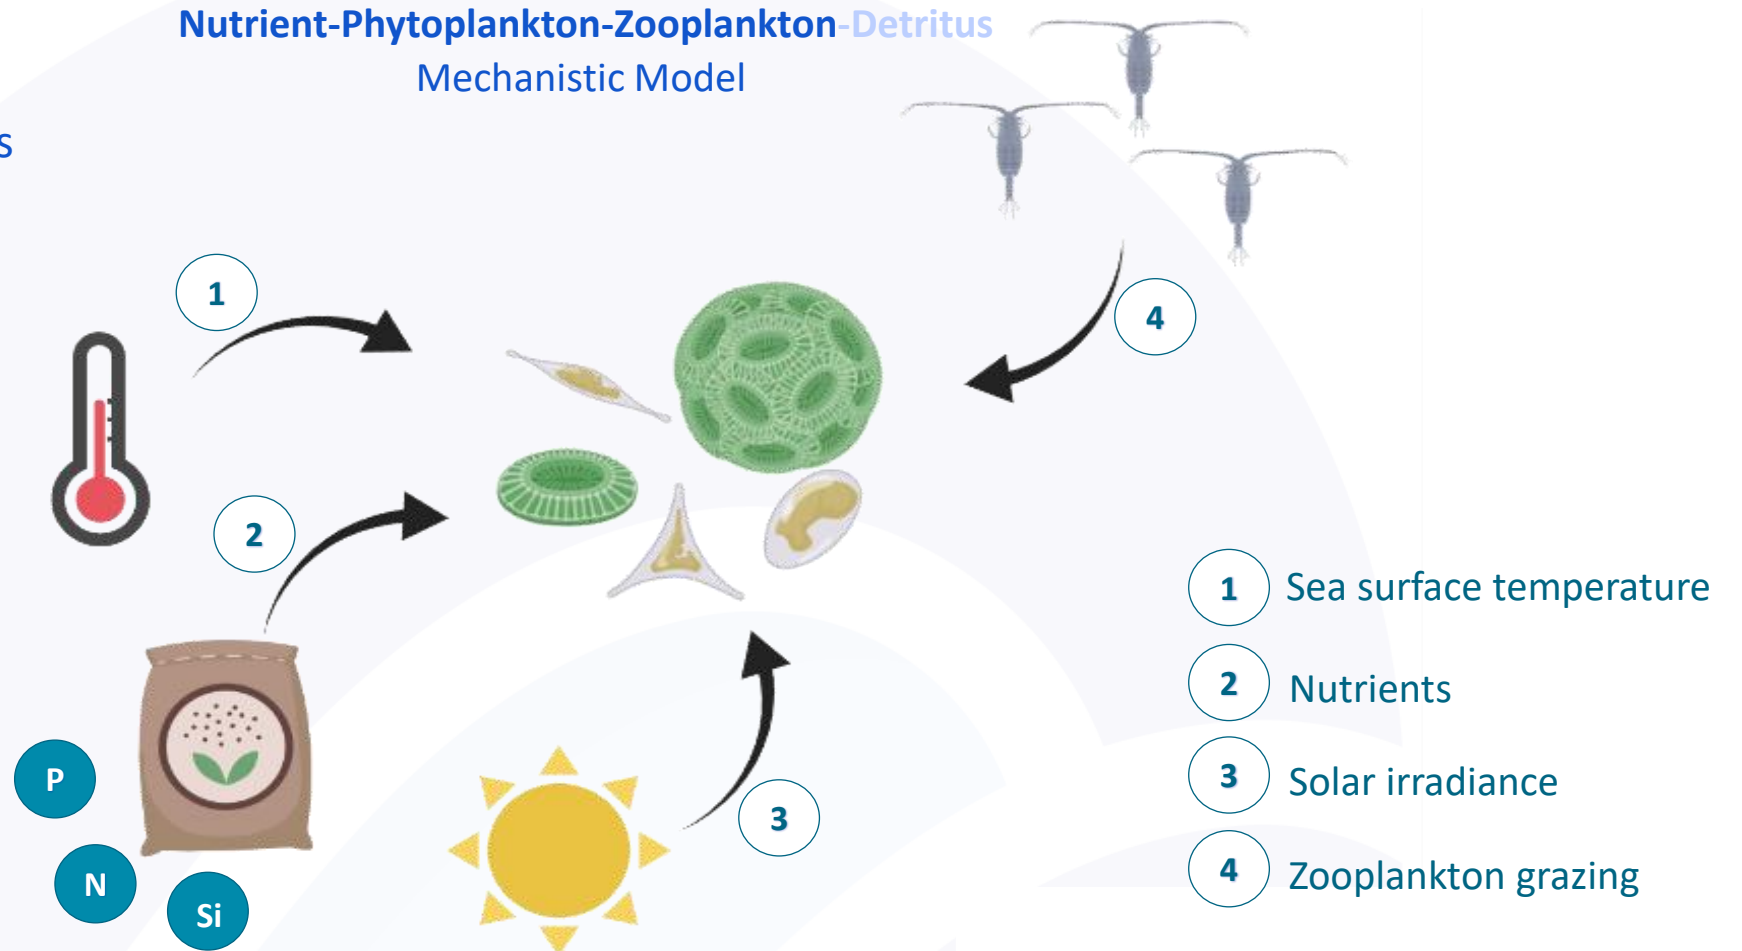 Nutrient-Phytoplankton-Zooplankton-Detritus
Mechanistic Model
s
1
4
2
3
P
N
Si
1 Sea surface temperature
2 Nutrients
3 Solar irradiance
4 Zooplankton grazing